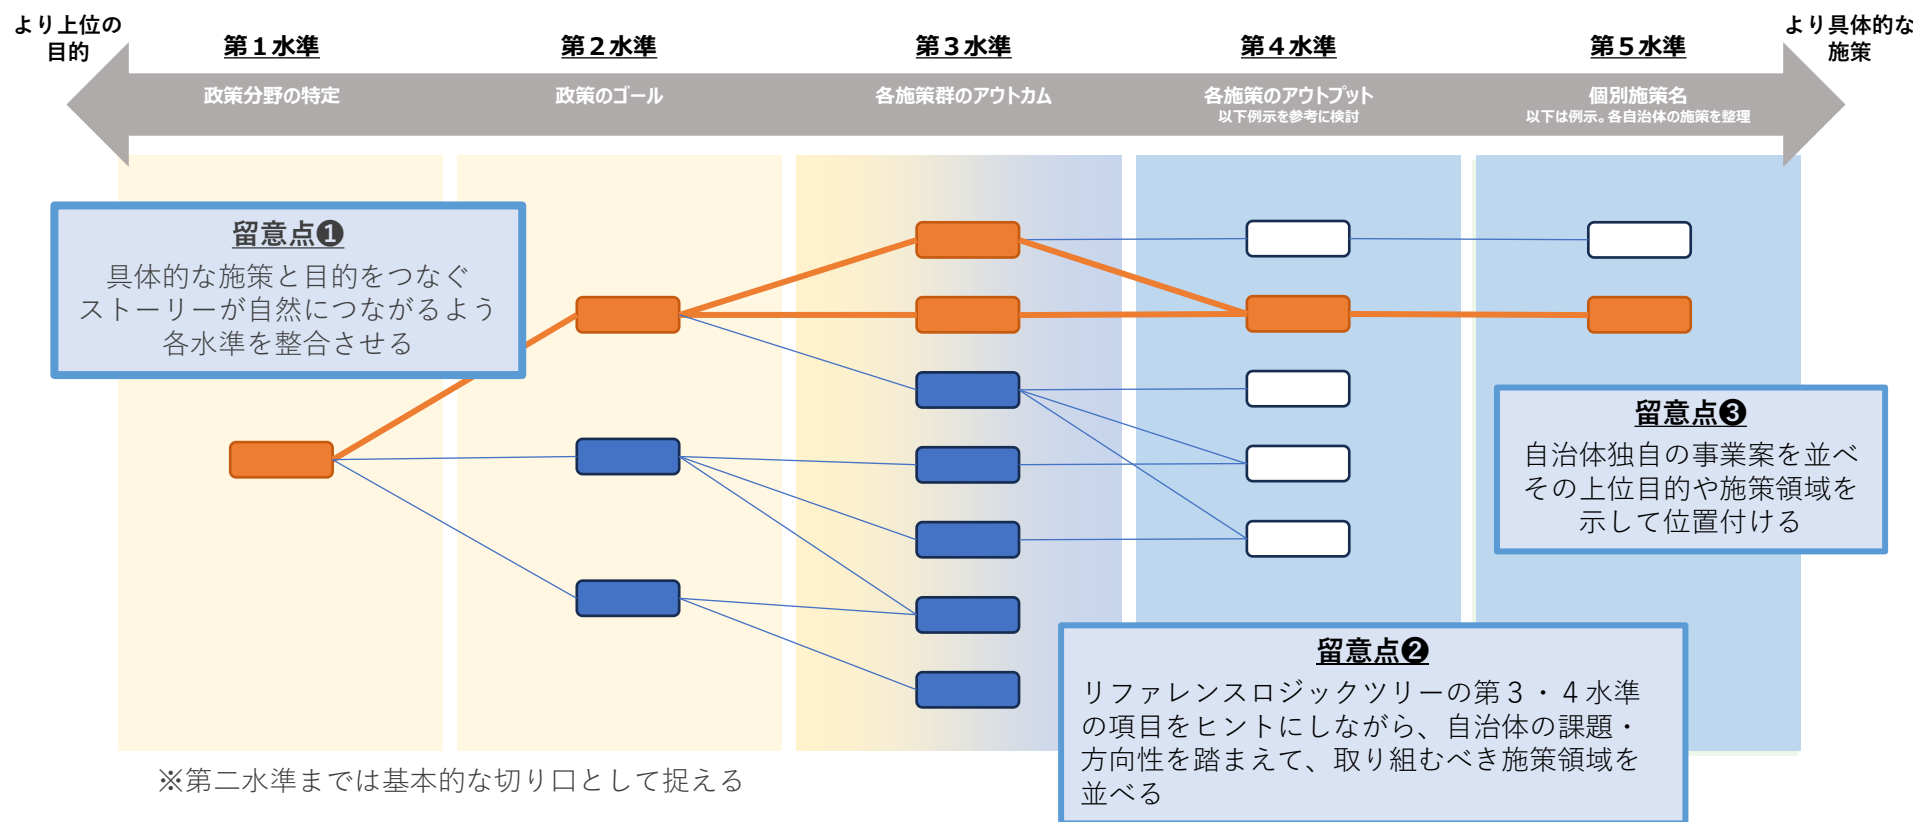 より上位の
目的
第１水準
第２水準
第３水準
第４水準
第５水準
より具体的な
施策
政策分野の特定
政策のゴール
各施策群のアウトカム
各施策のアウトプット
以下例示を参考に検討
個別施策名
以下は例示。各自治体の施策を整理
留意点❶
具体的な施策と目的をつなぐ
ストーリーが自然につながるよう
各水準を整合させる
留意点❸
自治体独自の事業案を並べ
その上位目的や施策領域を
示して位置付ける
留意点❷
リファレンスロジックツリーの第３・４水準
の項目をヒントにしながら、自治体の課題・
方向性を踏まえて、取り組むべき施策領域を
並べる
※第二水準までは基本的な切り口として捉える